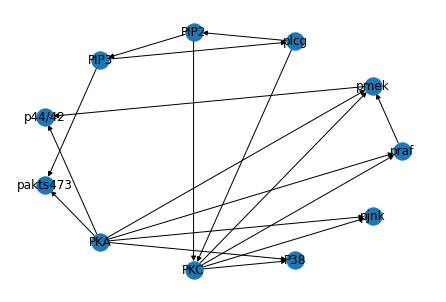 PIP2
plcg
PIP3
pmek
p44/42
praf
pakts473
pjnk
PKA
P38
PKC